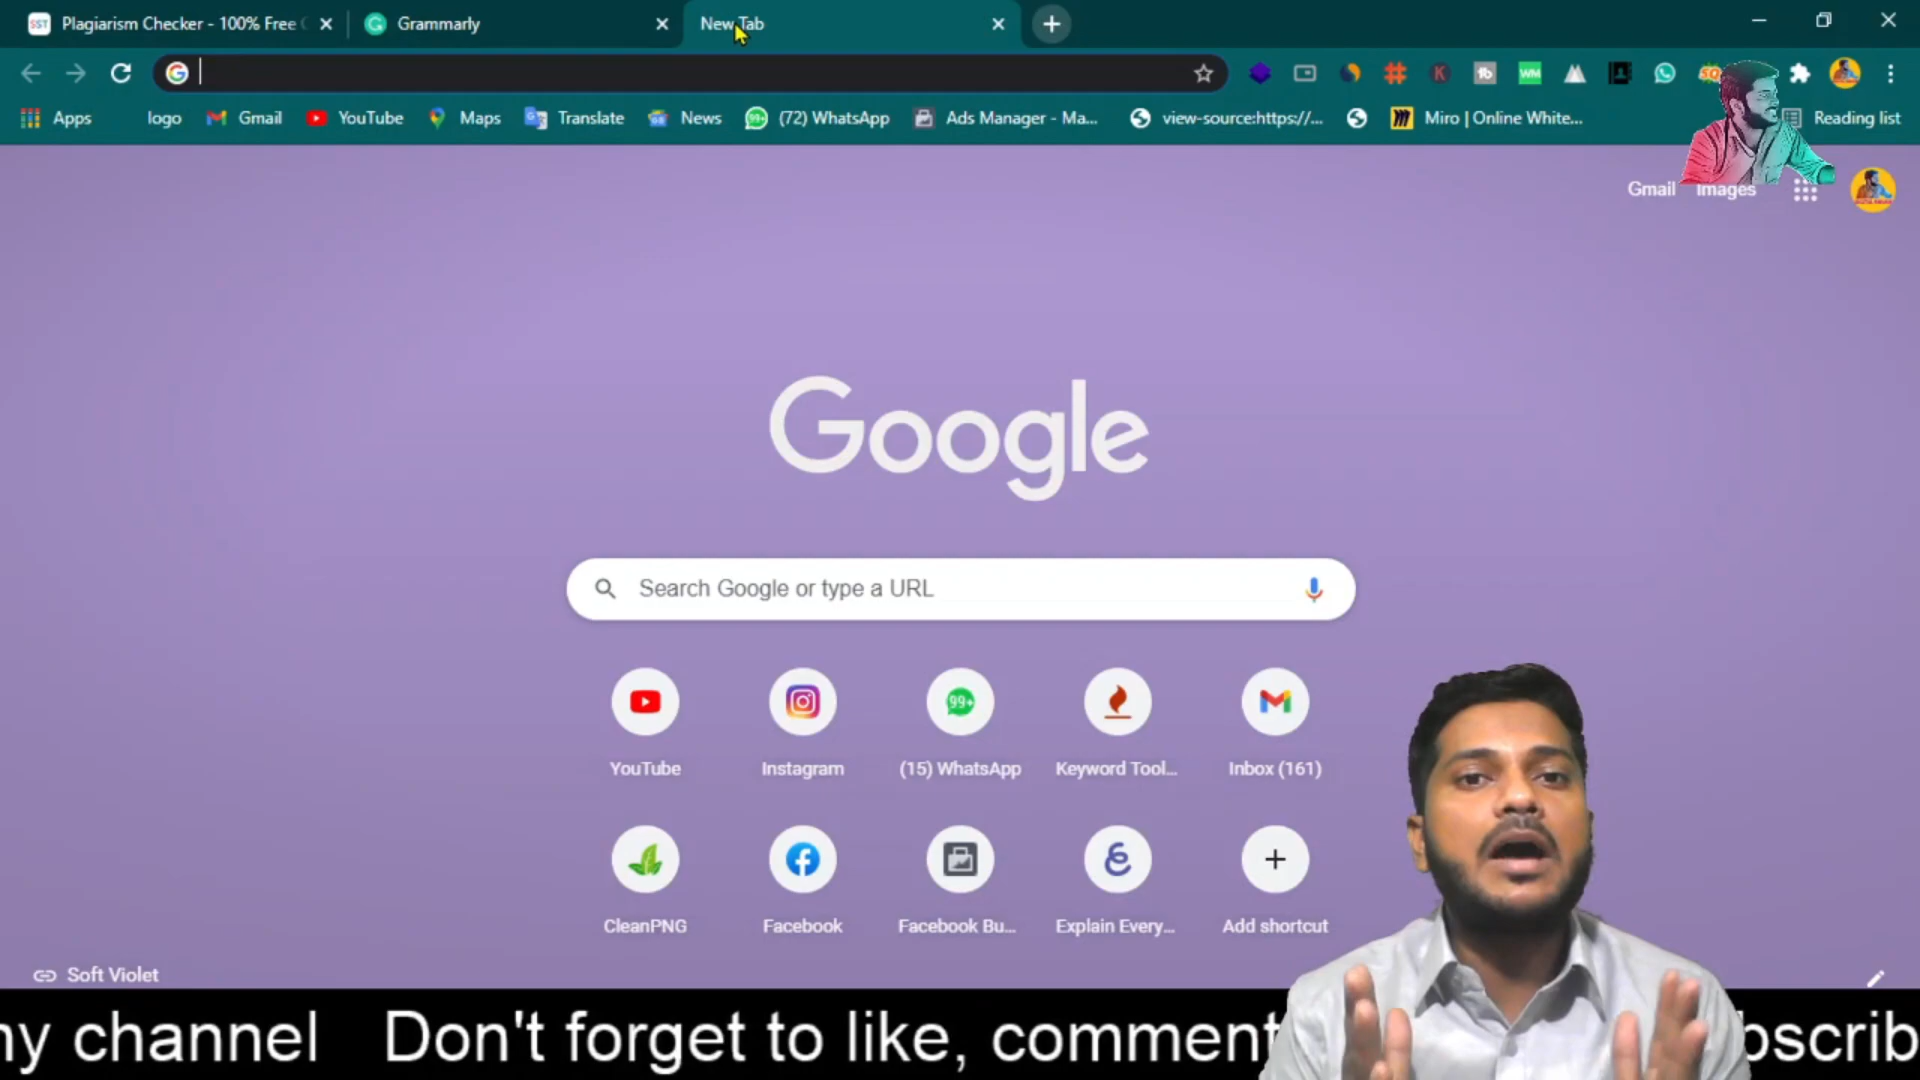 Plagiarism Checker - 100% Free
Grammarly
New Tab
Apps
logo
Gmail
YouTube
Maps
Translate
News
(72) WhatsApp
Ads Manager - Ma...
view-source:https://...
Miro | Online White...
Reading list
Gmail
Images
Google
Search Google or type a URL
YouTube
Instagram
(15) WhatsApp
Keyword Tool...
Inbox (161)
CleanPNG
Facebook
Facebook Bu...
Explain Every...
Add shortcut
Soft Violet
my channel Don't forget to like, comment